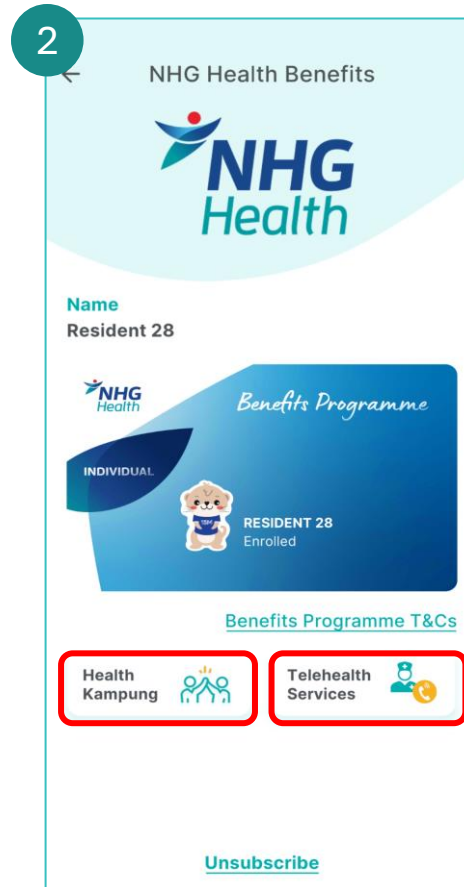 2
NHG Health Benefits
NHG
Health
Name
Resident 28
NHG
Health
Benefits Programme
INDIVIDUAL
RESIDENT 28
Enrolled
Benefits Programme T&Cs
Health
Kampung
Telehealth
Services
Unsubscribe